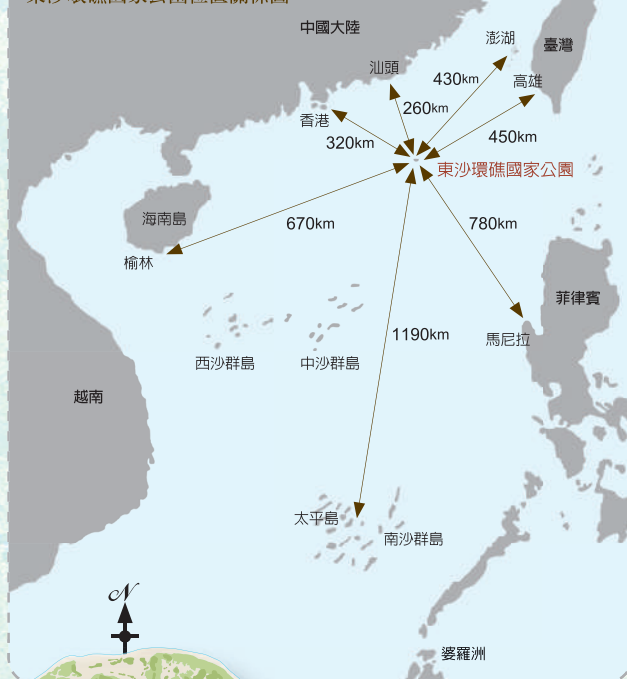 中國大陸
澎湖
臺灣
汕頭
430km
高雄
260km
香港
450km
320km
東沙環礁國家公園
海南島
670km
780km
榆林
菲律賓
1190km
馬尼拉
西沙群島
中沙群島
越南
太平島
南沙群島
N
婆羅洲